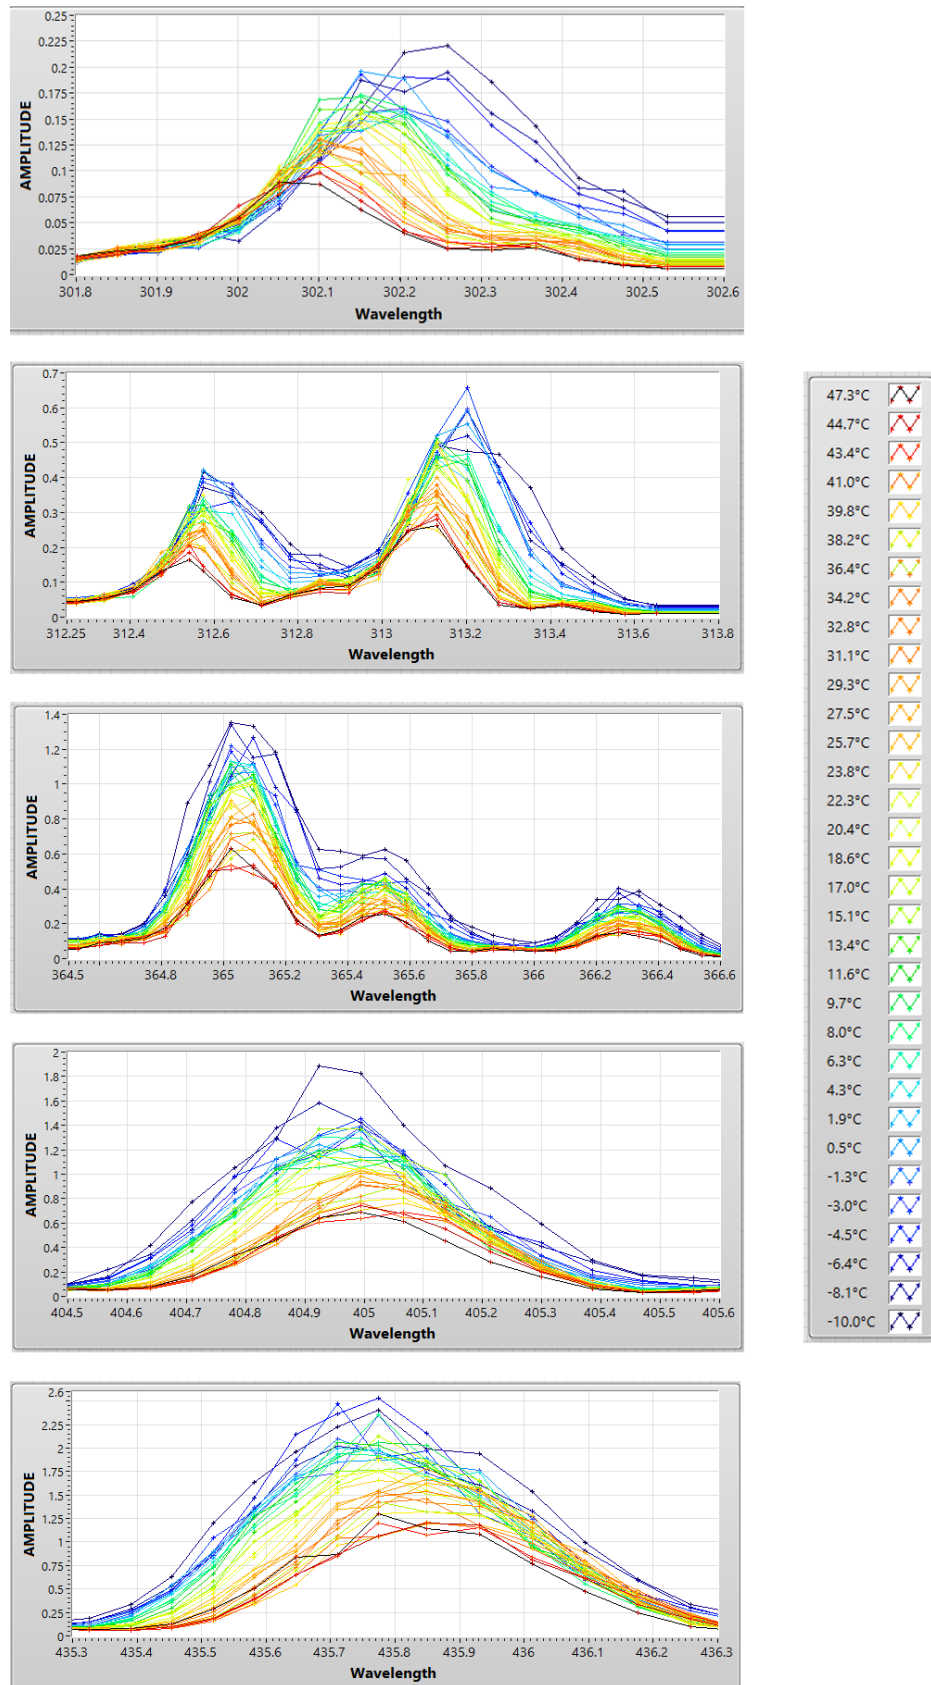 0.25
0.225
0.2
0.175
0.15
0.125
0.1
0.075
0.05
0.025
0
AMPLITUDE
301.8 301.9 302 302.1 302.2 302.3 302.4 302.5 302.6
Wavelength
0.7
0.6
0.5
0.4
0.3
0.2
0.1
0
AMPLITUDE
312.25 312.4 312.6 312.8 313 313.2 313.4 313.6 313.8
Wavelength
1.4
1.2
1
0.8
0.6
0.4
0.2
0
AMPLITUDE
364.5 364.8 365 365.2 365.4 365.6 365.8 366 366.2 366.4 366.6
Wavelength
2
1.8
1.6
1.4
1.2
1
0.8
0.6
0.4
0.2
0
AMPLITUDE
404.5 404.6 404.7 404.8 404.9 405 405.1 405.2 405.3 405.4 405.5 405.6
Wavelength
2.6
2.25
2
1.75
1.5
1.25
1
0.75
0.5
0.25
0
AMPLITUDE
435.3 435.4 435.5 435.6 435.7 435.8 435.9 436 436.1 436.2 436.3
Wavelength
47.3°C
44.7°C
43.4°C
41.0°C
39.8°C
38.2°C
36.4°C
34.2°C
32.8°C
31.1°C
29.3°C
27.5°C
25.7°C
23.8°C
22.3°C
20.4°C
18.6°C
17.0°C
15.1°C
13.4°C
11.6°C
9.7°C
8.0°C
6.3°C
4.3°C
1.9°C
0.5°C
-1.3°C
-3.0°C
-4.5°C
-6.4°C
-8.1°C
-10.0°C